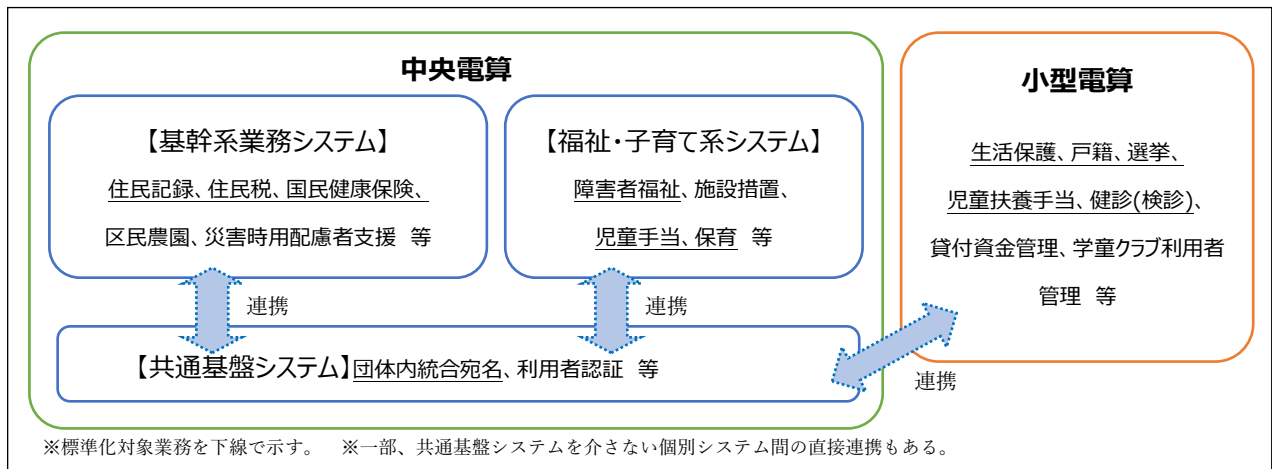 中央電算
【基幹系業務システム】
住民記録、住民税、国民健康保険、
区民農園、災害時用配慮者支援 等
【福祉・子育て系システム】
障害者福祉、施設措置、
児童手当、保育 等
連携
連携
【共通基盤システム】団体内統合宛名、利用者認証 等
小型電算
生活保護、戸籍、選挙、
児童扶養手当、健診(検診)、
貸付資金管理、学童クラブ利用者
管理 等
連携
※標準化対象業務を下線で示す。 ※一部、共通基盤システムを介さない個別システム間の直接連携もある。